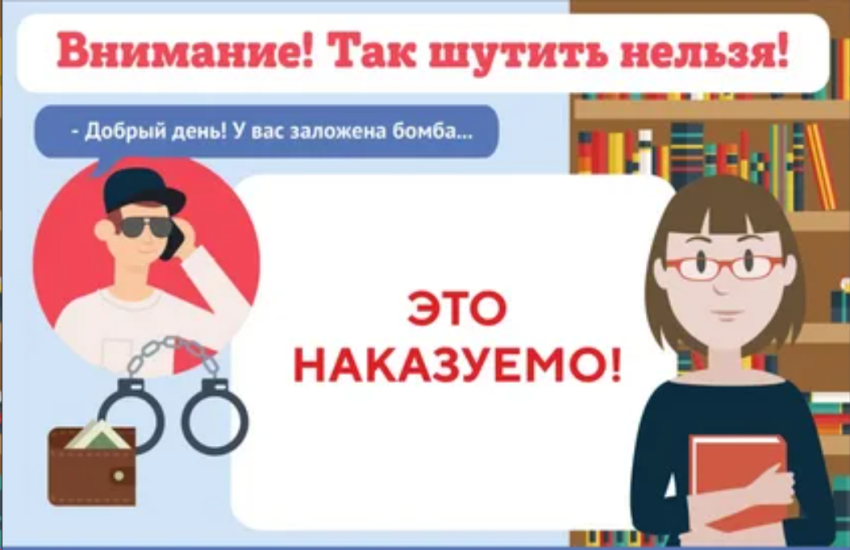 Внимание! Так шутить нельзя!
- Добрый день! У вас заложена бомба...
ЭТО
НАКАЗУЕМО!